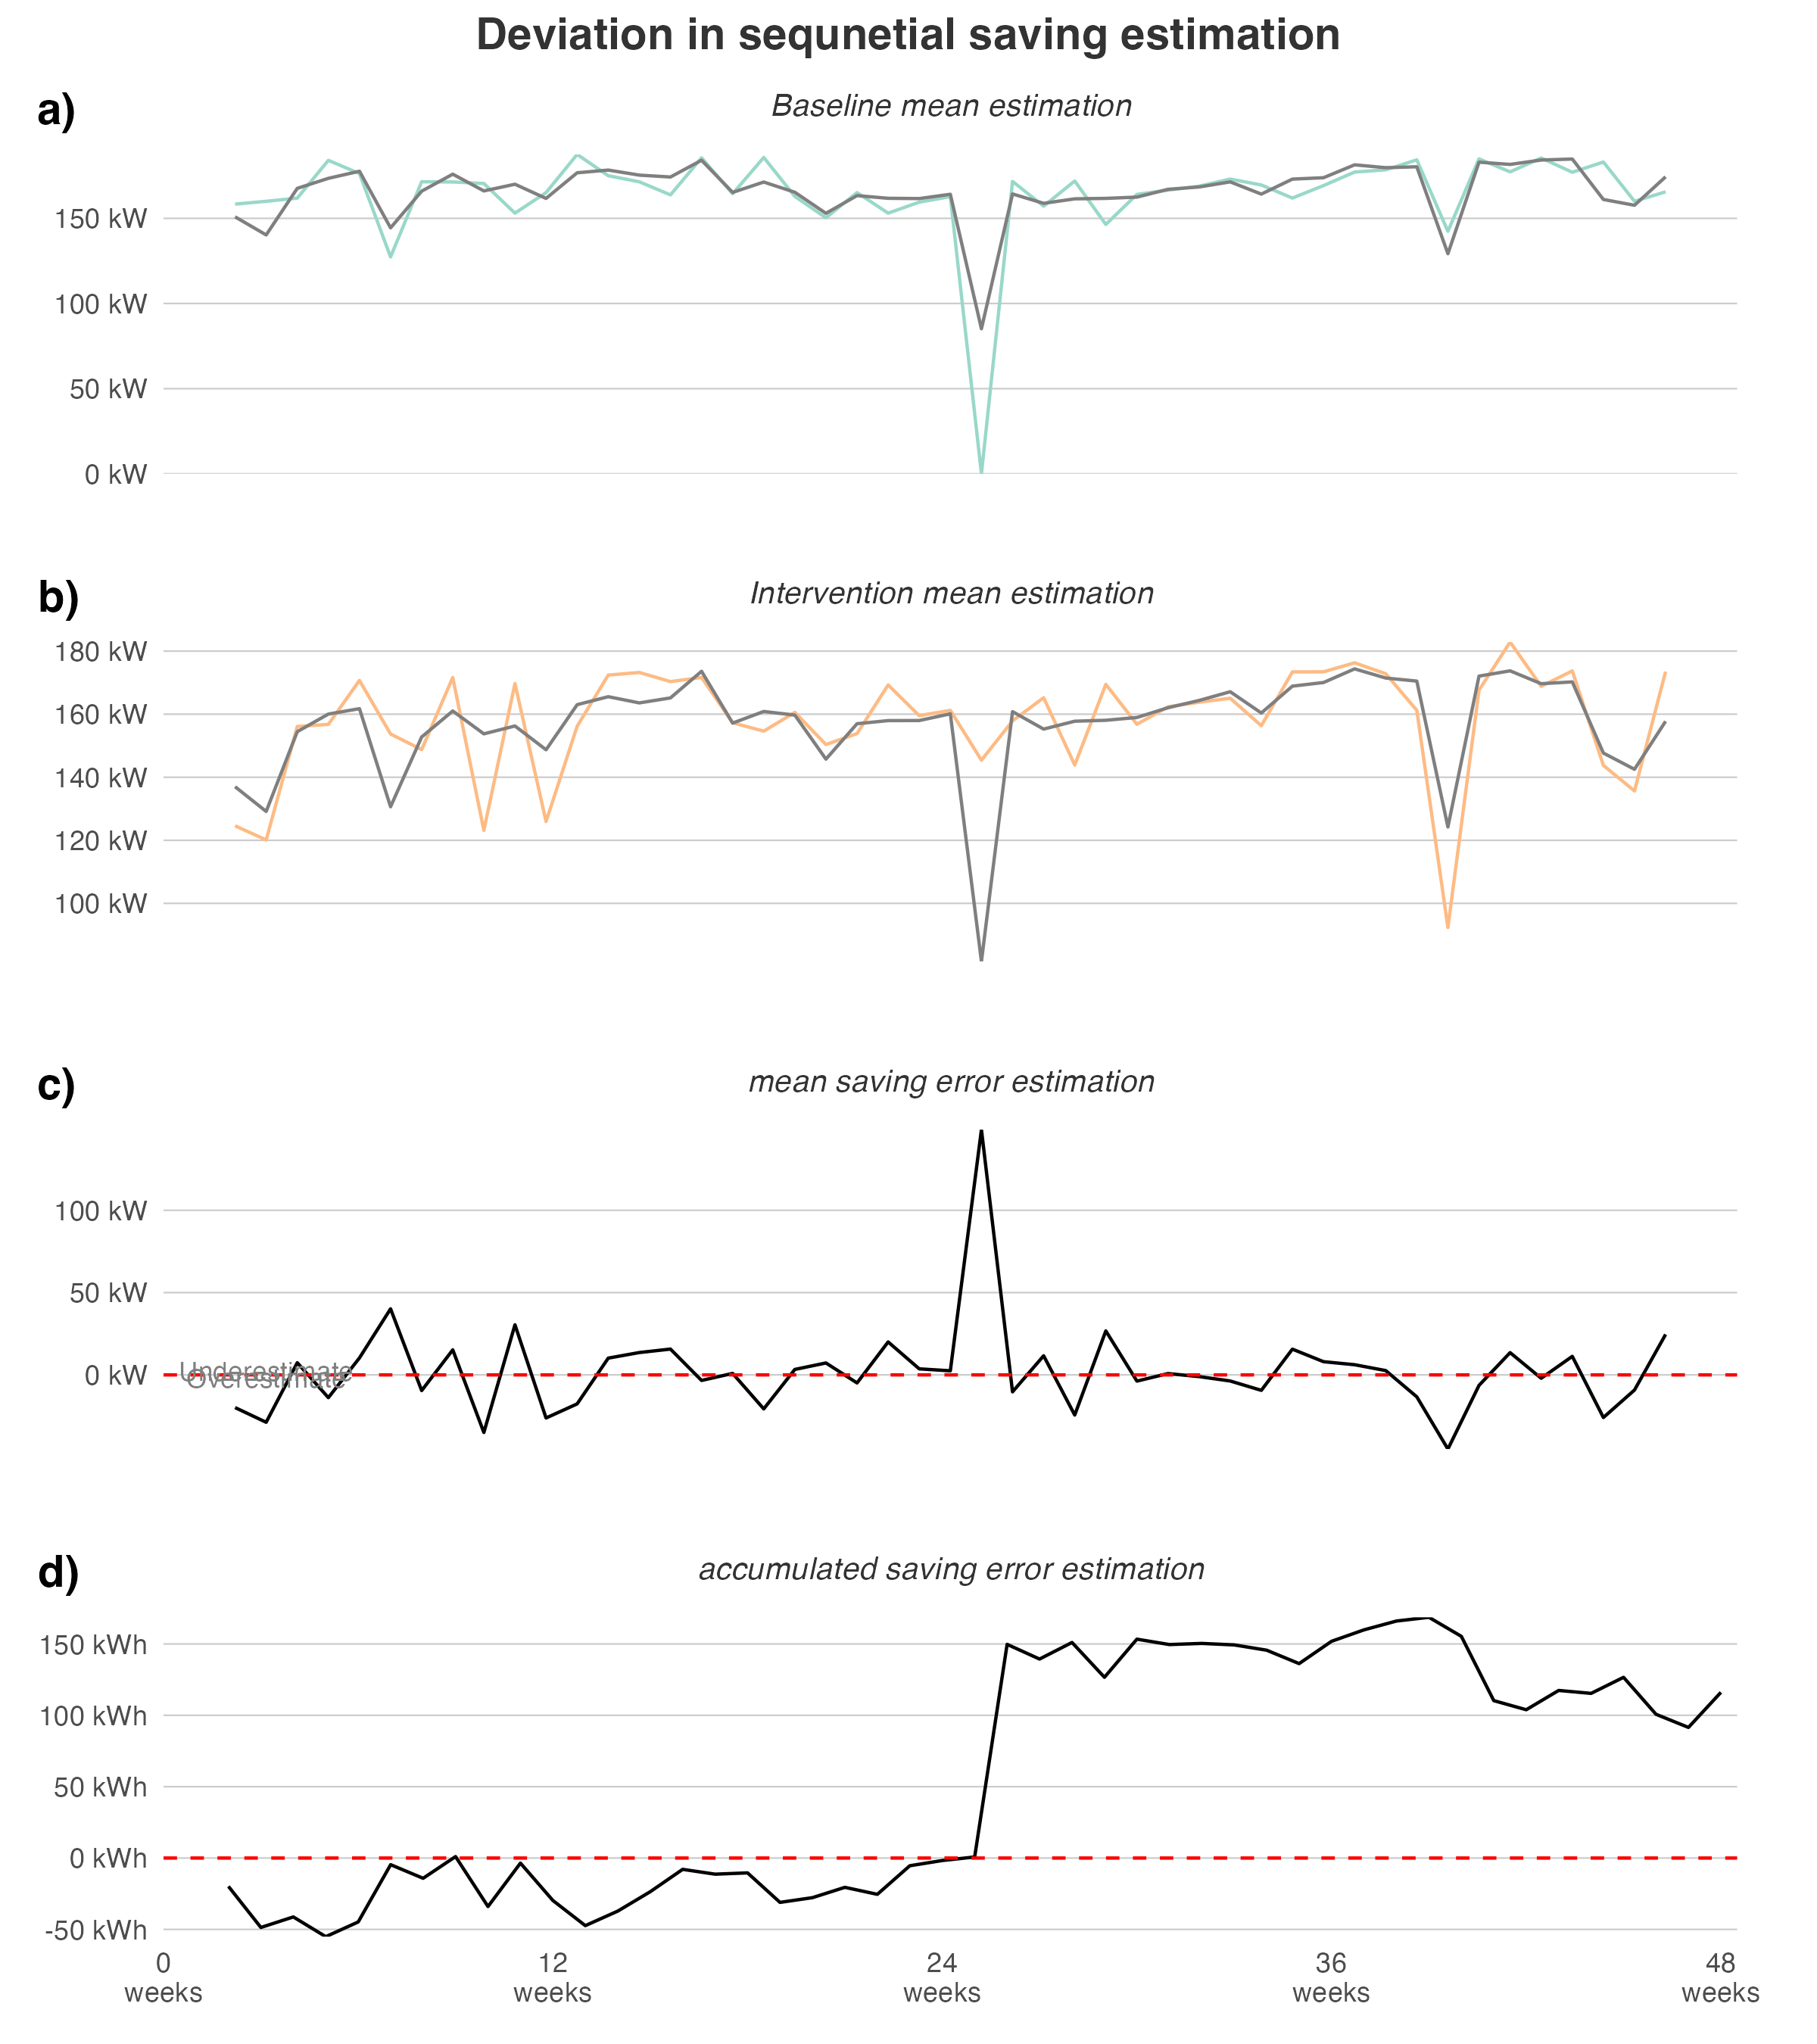 Deviation in sequnetial saving estimation
a)
Baseline mean estimation
150 kW
100 kW
50 kW
0 kW
b)
Intervention mean estimation
180 kW
160 kW
140 kW
120 kW
100 kW
c)
mean saving error estimation
100 kW
50 kW
0 kW
Underestimate
Overestimate
d)
accumulated saving error estimation
150 kWh
100 kWh
50 kWh
0 kWh
-50 kWh
0 12 24 36 48
weeks weeks weeks weeks weeks